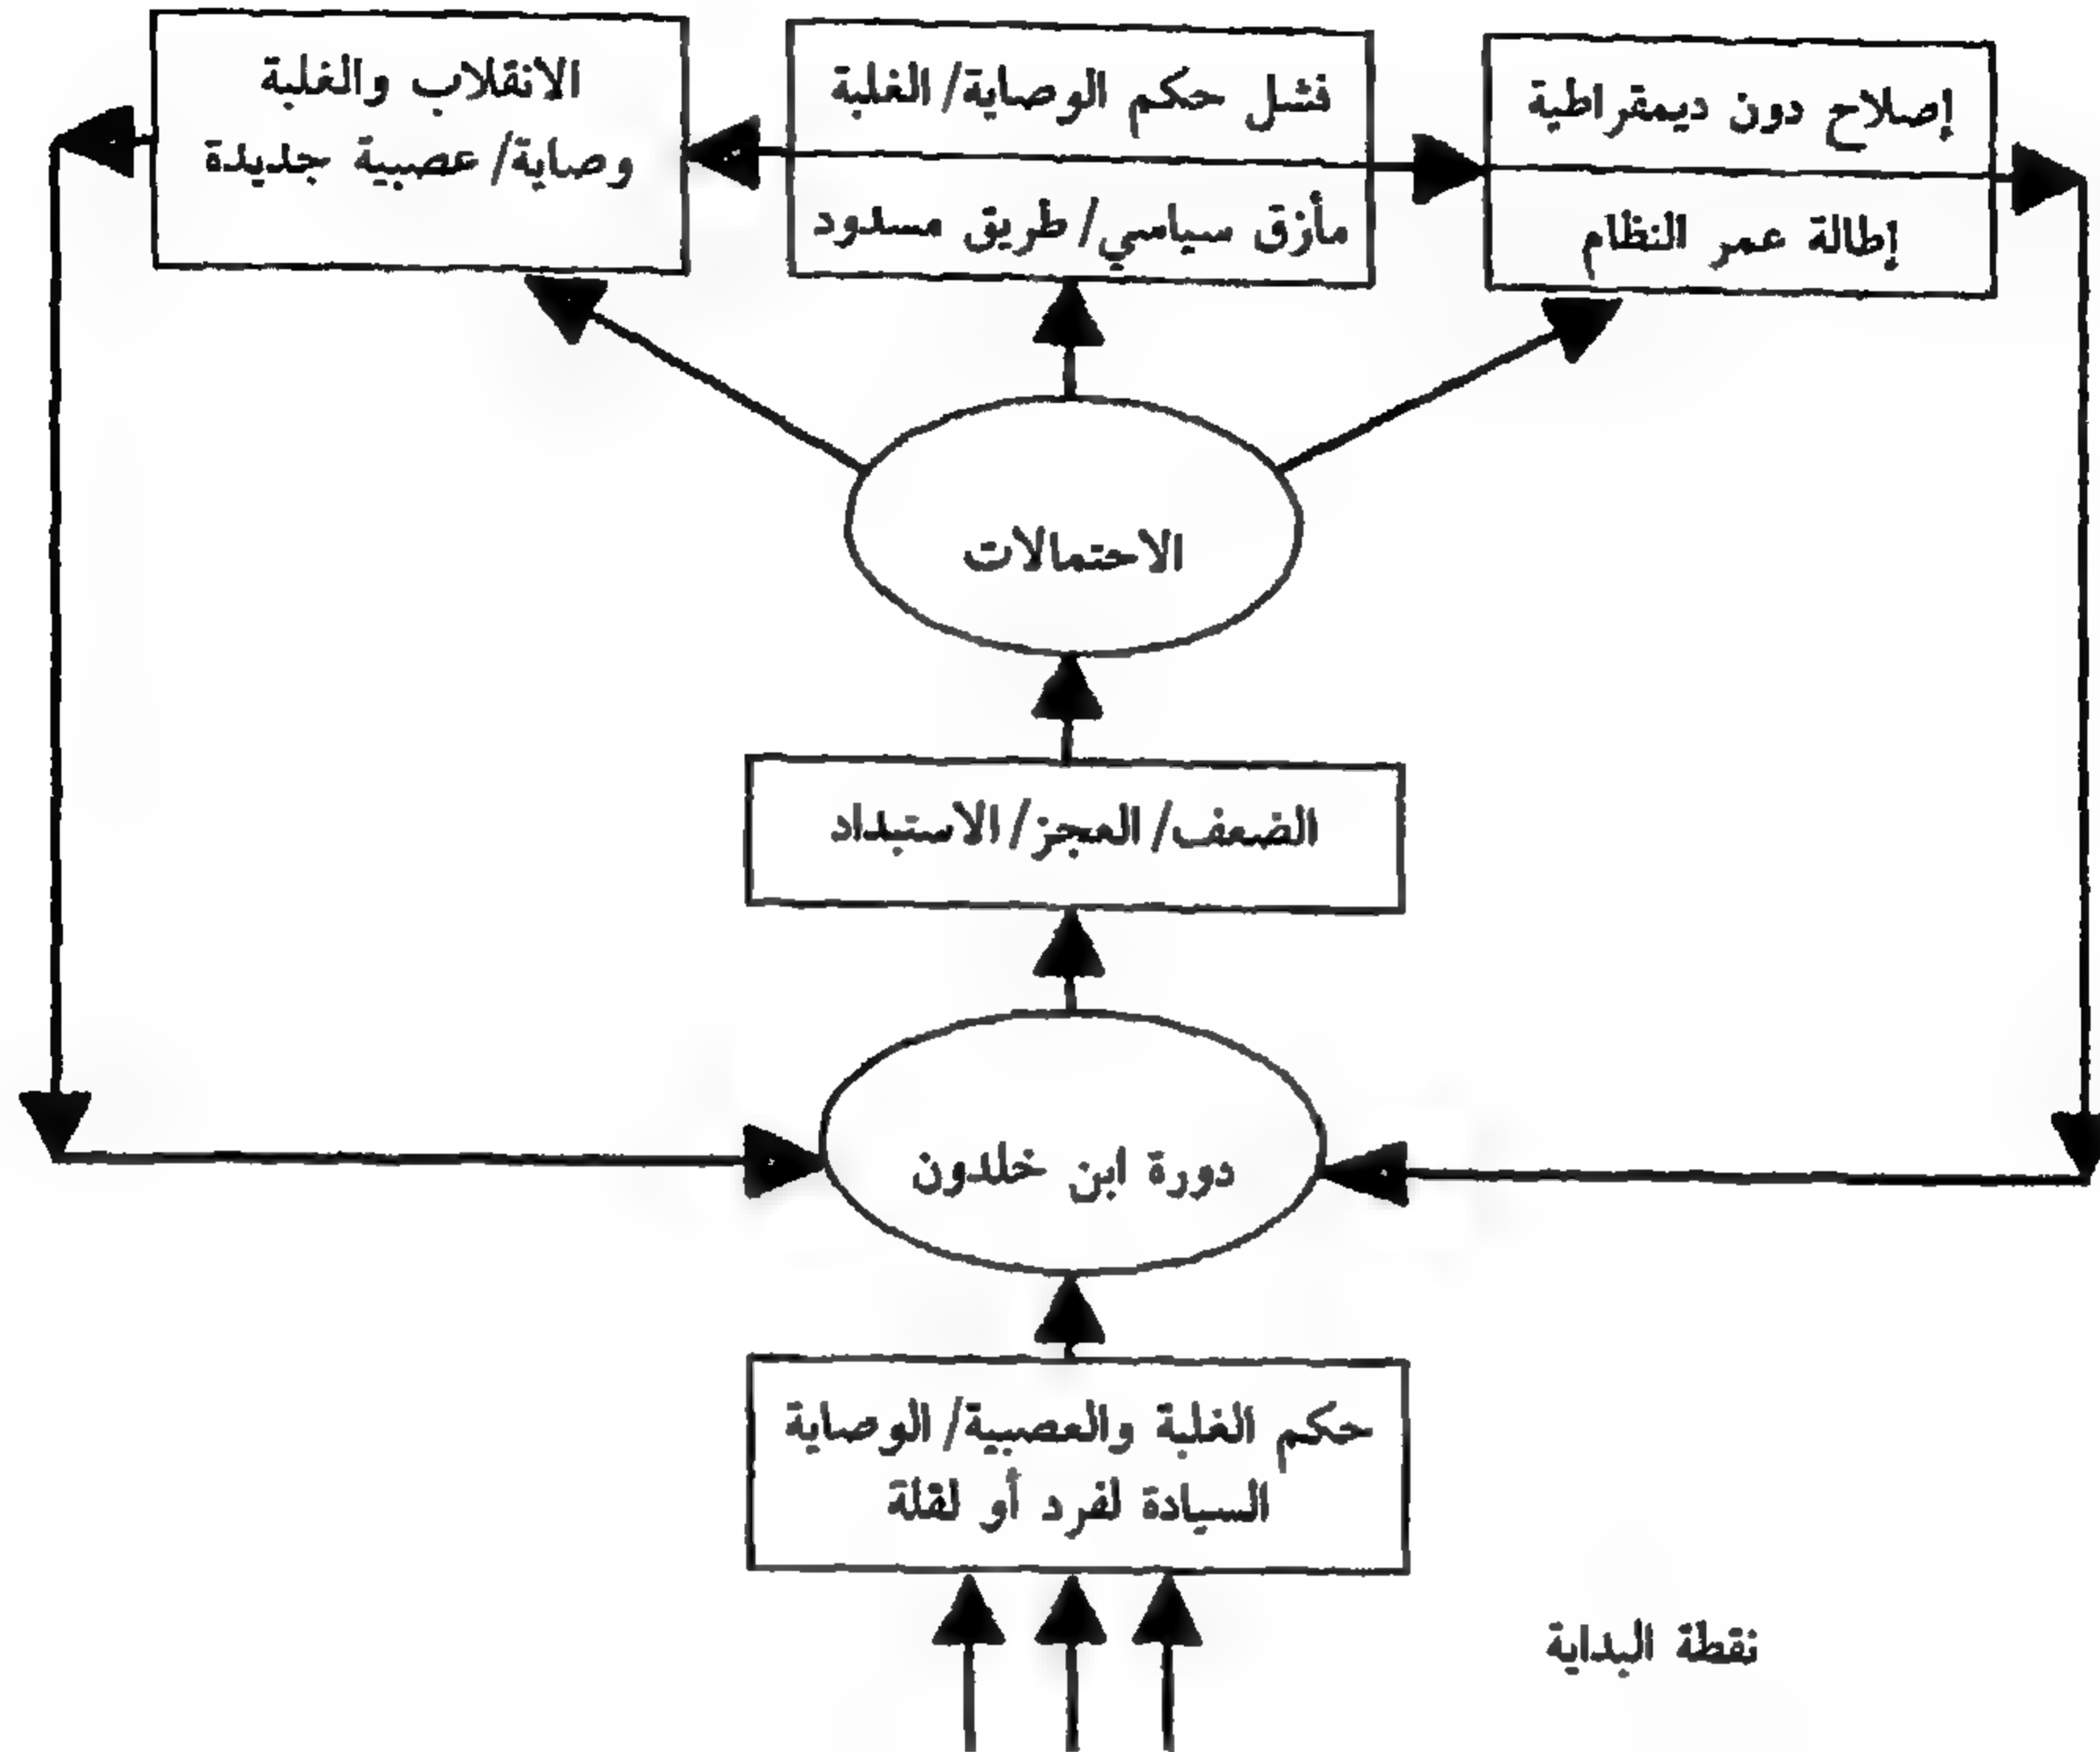 إصلاح دون ديمقراطية
إطالة عمر النظام
فشل حكم الوصاية/الغلبة
مأزق سياسي/طريق مسدود
الانقلاب والغلبة
وصاية/عصبية جديدة
الاحتمالات
الضعف/العجز/الاستبداد
دورة ابن خلدون
حكم الغلبة والعصبية/الوصاية
السيادة لفرد أو لقلة
نقطة البداية